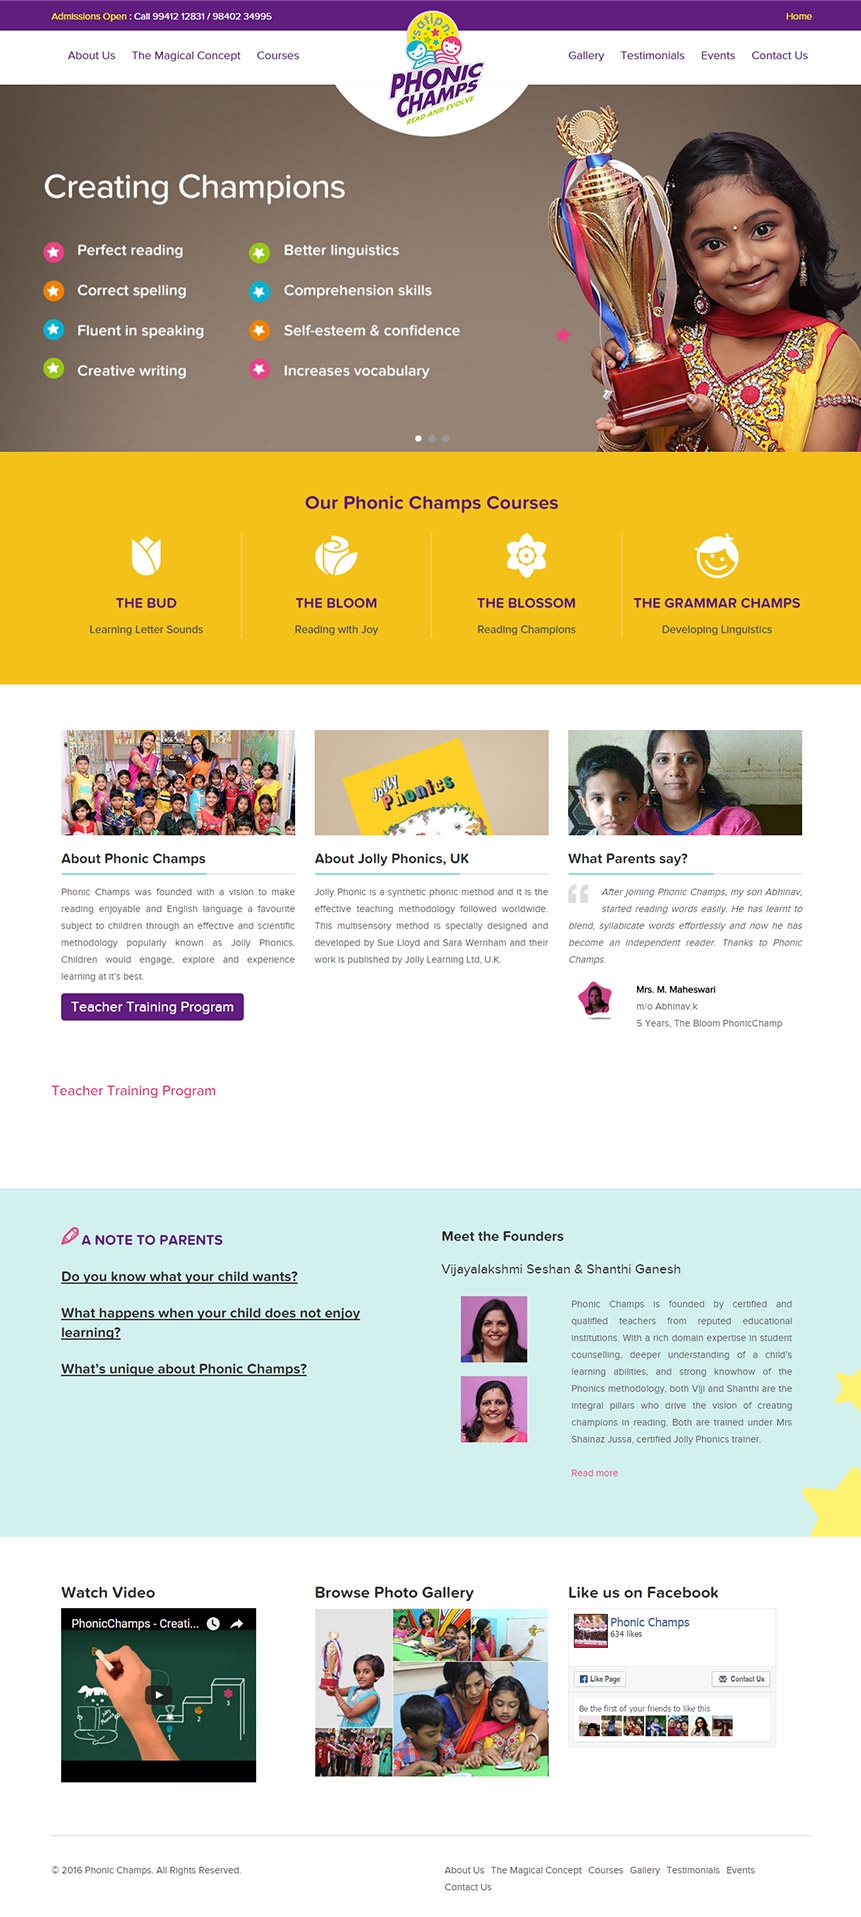 Admissions Open : Call 99412 12831 / 98402 34995
Home
About Us The Magical Concept Courses
satipn
PHONIC
CHAMPS
READ AND EVOLVE
Gallery Testimonials Events Contact Us
Creating Champions
Perfect reading
Correct spelling
Fluent in speaking
Creative writing
Better linguistics
Comprehension skills
Self-esteem & confidence
Increases vocabulary
Our Phonic Champs Courses
THE BUD
Learning Letter Sounds
THE BLOOM
Reading with Joy
THE BLOSSOM
Reading Champions
THE GRAMMAR CHAMPS
Developing Linguistics
About Phonic Champs
Phonic Champs was founded with a vision to make
reading enjoyable and English language a favourite
subject to children through an effective and scientific
methodology popularly known as Jolly Phonics.
Children would engage, explore and experience
learning at it's best.
Teacher Training Program
Jolly
Phonics
About Jolly Phonics, UK
Jolly Phonic is a synthetic phonic method and it is the
effective teaching methodology followed worldwide.
This multisensory method is specially designed and
developed by Sue Lloyd and Sara Wernham and their
work is published by Jolly Learning Ltd, U.K.
What Parents say?
After joining Phonic Champs, my son Abhinav,
started reading words easily. He has learnt to
blend, syllabicate words effortlessly and now he has
become an independent reader. Thanks to Phonic
Champs.
Mrs. M. Maheswari
m/o Abhinav.k
5 Years, The Bloom PhonicChamp
Teacher Training Program
A NOTE TO PARENTS
Do you know what your child wants?
What happens when your child does not enjoy
learning?
What's unique about Phonic Champs?
Meet the Founders
Vijayalakshmi Seshan & Shanthi Ganesh
Phonic Champs is founded by certified and
qualified teachers from reputed educational
institutions. With a rich domain expertise in student
counselling, deeper understanding of a child's
learning abilities, and strong knowhow of the
Phonics methodology, both Viji and Shanthi are the
integral pillars who drive the vision of creating
champions in reading. Both are trained under Mrs
Shainaz Jussa, certified Jolly Phonics trainer.
Read more
Watch Video
PhonicChamps - Creati...
Jolly
Phonics
1
2
3
Browse Photo Gallery
Like us on Facebook
Phonic Champs
634 likes
Like Page
Contact Us
Be the first of your friends to like this
© 2016 Phonic Champs. All Rights Reserved.
About Us The Magical Concept Courses Gallery Testimonials Events
Contact Us